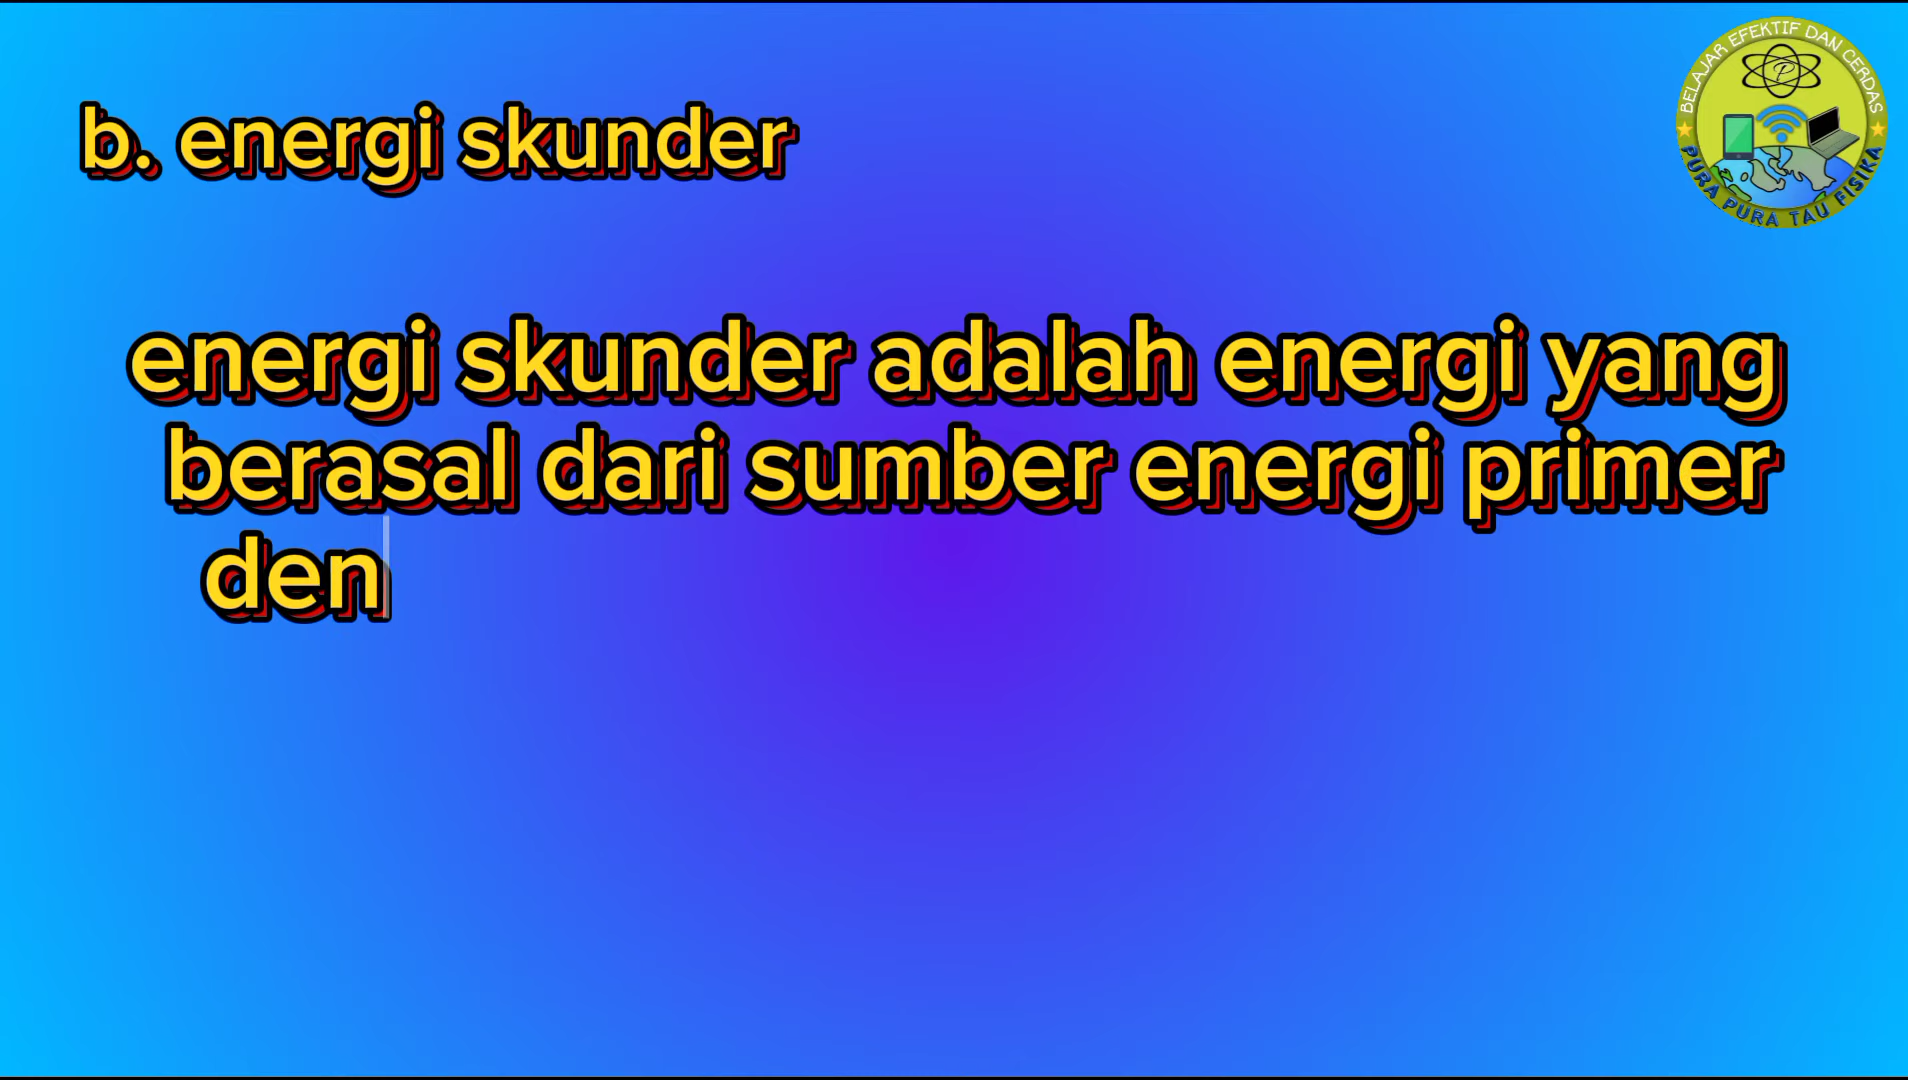 BELAJAR EFEKTIF DAN CERDAS
P
PURA PURA TAU FISIKA
b. energi skunder
energi skunder adalah energi yang
berasal dari sumber energi primer
den